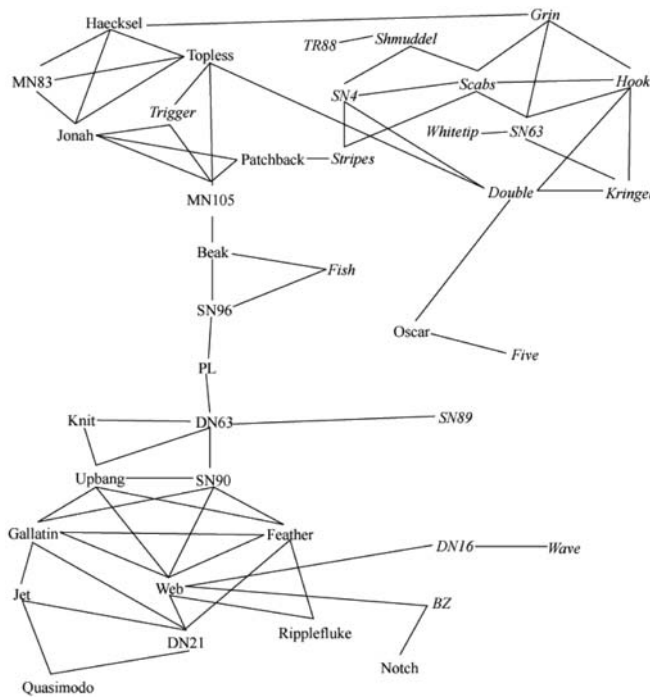 Haecksel
Grin
TR88
Shmuddel
Topless
MN83
Scabs
Hook
SN4
Trigger
Jonah
Whitetip
SN63
Patchback
Stripes
MN105
Double
Kringel
Beak
Fish
SN96
Oscar
Five
PL
Knit
DN63
SN89
Upbang
SN90
Gallatin
Feather
DN16
Wave
Jet
Web
BZ
Ripplefluke
DN21
Notch
Quasimodo